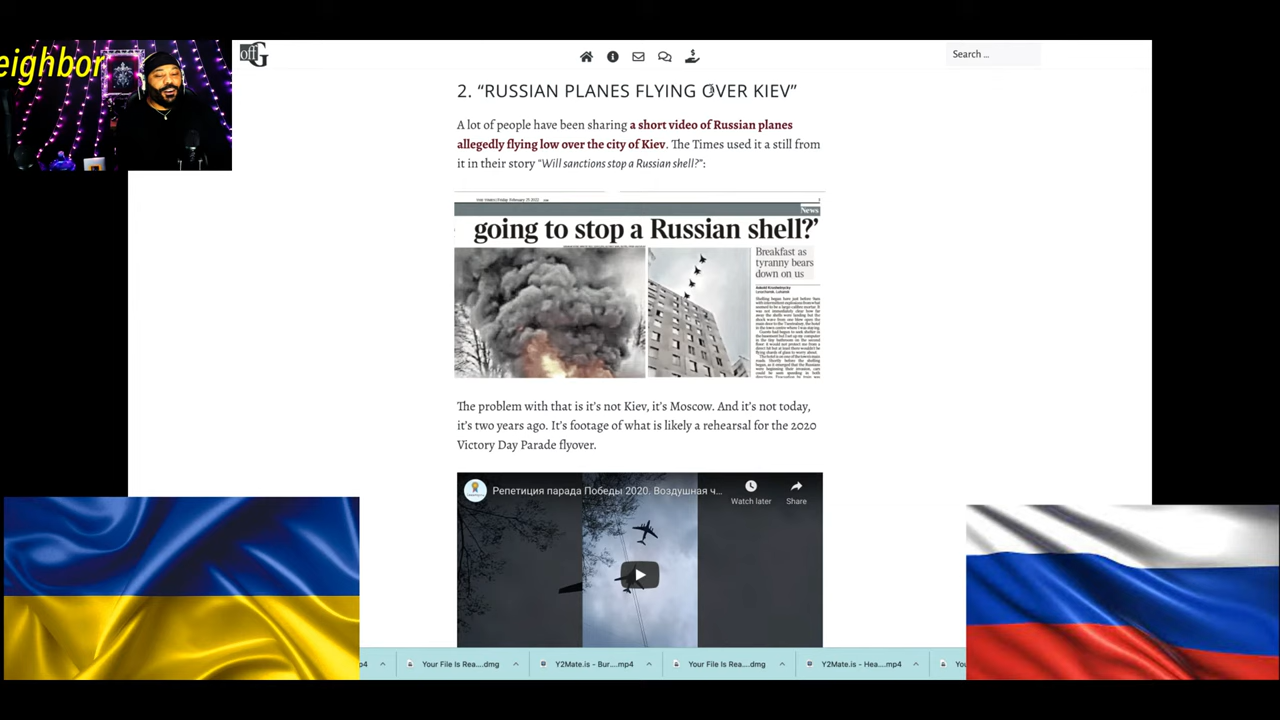 eighbor
offG
Search ...
2. “RUSSIAN PLANES FLYING OVER KIEV”
A lot of people have been sharing a short video of Russian planes
allegedly flying low over the city of Kiev. The Times used it a still from
it in their story “Will sanctions stop a Russian shell?”:
News
going to stop a Russian shell?’
Breakfast as
tyranny bears
down on us
The problem with that is it’s not Kiev, it’s Moscow. And it’s not today,
it’s two years ago. It’s footage of what is likely a rehearsal for the 2020
Victory Day Parade flyover.
Репетиция парада Победы 2020. Воздушная ч...
Watch later
Share
p4
Your File Is Rea....dmg
Y2Mate.is - Bur....mp4
Your File Is Rea....dmg
Y2Mate.is - Hea....mp4
You